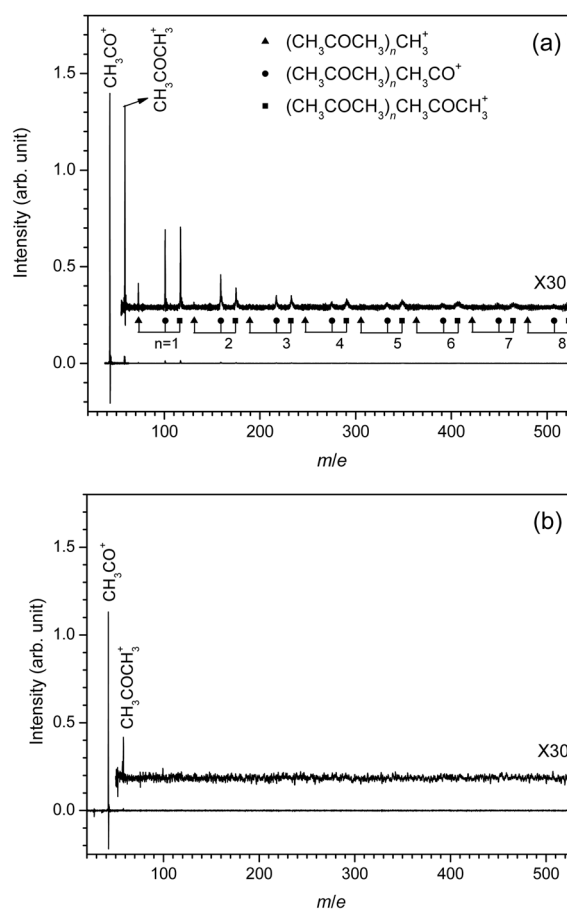 (a)
CH₃CO⁺
CH₃COCH₃⁺
▲ (CH₃COCH₃)ₙCH₃⁺
● (CH₃COCH₃)ₙCH₃CO⁺
■ (CH₃COCH₃)ₙCH₃COCH₃⁺
1.5
1.0
0.5
0.0
Intensity (arb. unit)
X30
n=1 2 3 4 5 6 7 8
100 200 300 400 500
m/e
(b)
CH₃CO⁺
CH₃COCH₃⁺
1.5
1.0
0.5
0.0
Intensity (arb. unit)
X30
100 200 300 400 500
m/e